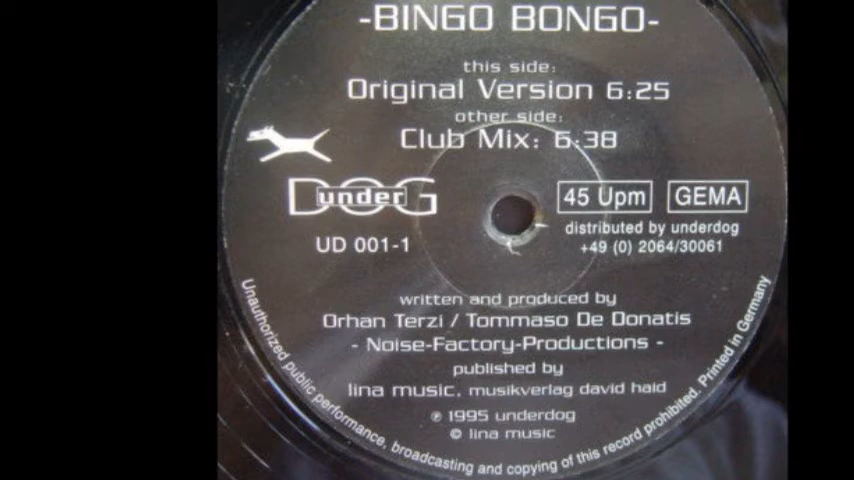 -BINGO BONGO-
this side:
Original Version 6:25
other side:
Club Mix: 6:38
DOG
under
UD 001-1
45 Upm
GEMA
distributed by underdog
+49 (0) 2064/30061
written and produced by
Orhan Terzi / Tommaso De Donatis
- Noise-Factory-Productions -
published by
lina music, musikverlag david haid
℗ 1995 underdog
© lina music
Unauthorized public performance, broadcasting and copying of this record prohibited. Printed in Germany